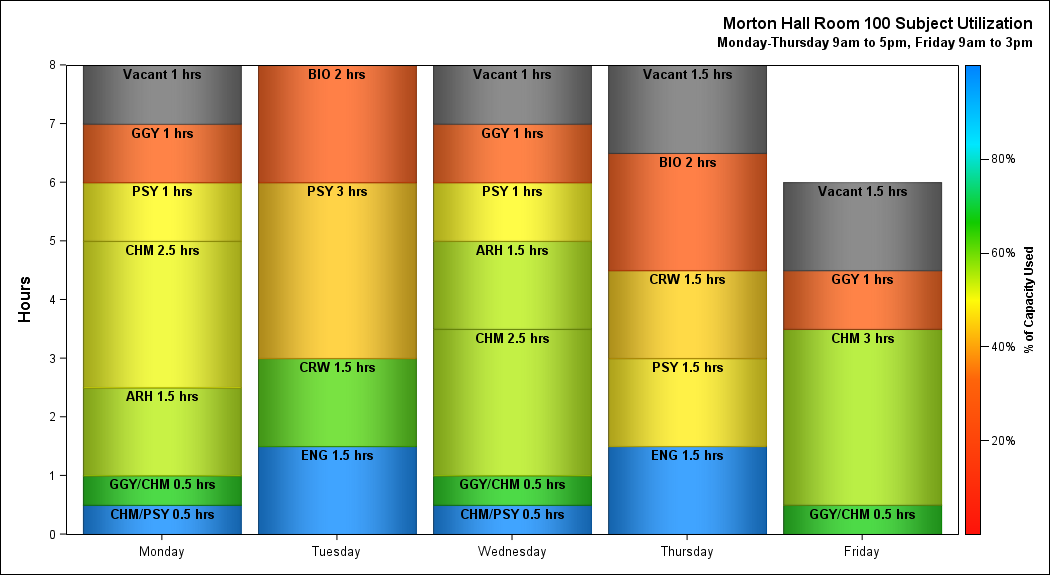 Morton Hall Room 100 Subject Utilization
Monday-Thursday 9am to 5pm, Friday 9am to 3pm
Hours
8
7
6
5
4
3
2
1
0
Vacant 1 hrs
GGY 1 hrs
PSY 1 hrs
CHM 2.5 hrs
ARH 1.5 hrs
GGY/CHM 0.5 hrs
CHM/PSY 0.5 hrs
BIO 2 hrs
PSY 3 hrs
CRW 1.5 hrs
ENG 1.5 hrs
Vacant 1 hrs
GGY 1 hrs
PSY 1 hrs
ARH 1.5 hrs
CHM 2.5 hrs
GGY/CHM 0.5 hrs
CHM/PSY 0.5 hrs
Vacant 1.5 hrs
BIO 2 hrs
CRW 1.5 hrs
PSY 1.5 hrs
ENG 1.5 hrs
Vacant 1.5 hrs
GGY 1 hrs
CHM 3 hrs
GGY/CHM 0.5 hrs
Monday
Tuesday
Wednesday
Thursday
Friday
80%
60%
40%
20%
% of Capacity Used